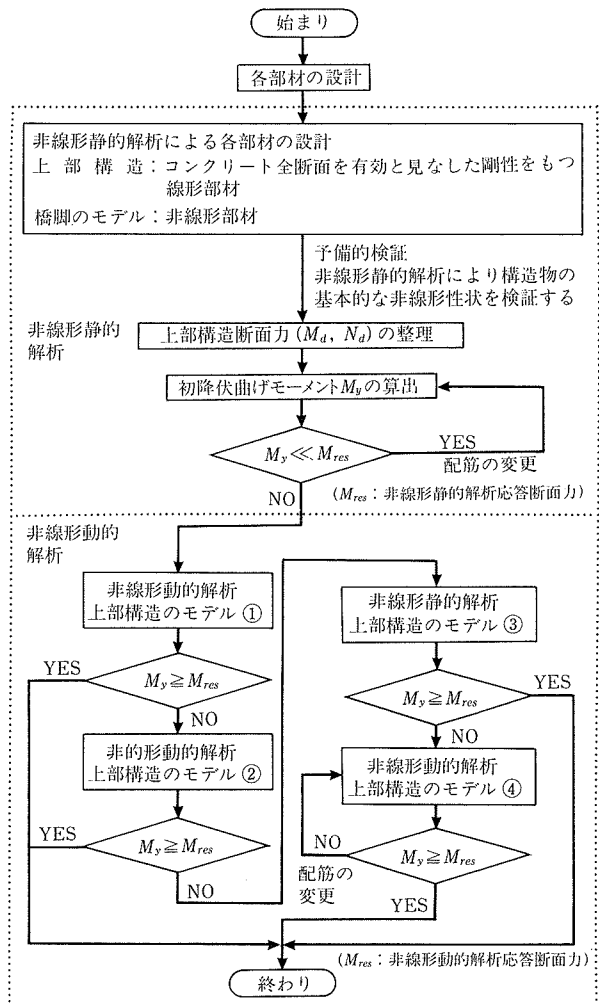 始まり
各部材の設計
非線形静的解析による各部材の設計
上部構造：コンクリート全断面を有効と見なした剛性をもつ
線形部材
橋脚のモデル：非線形部材
予備的検証
非線形静的解析により構造物の
基本的な非線形性状を検証する
非線形静的
解析
上部構造断面力(Md, Nd)の整理
初降伏曲げモーメントMyの算出
My≪Mres
YES
配筋の変更
NO
(Mres：非線形静的解析応答断面力)
非線形動的
解析
非線形動的解析
上部構造のモデル①
My≧Mres
YES
NO
非的形動的解析
上部構造のモデル②
My≧Mres
YES
NO
非線形静的解析
上部構造のモデル③
My≧Mres
YES
NO
非線形動的解析
上部構造のモデル④
My≧Mres
NO
配筋の
変更
YES
(Mres：非線形動的解析応答断面力)
終わり